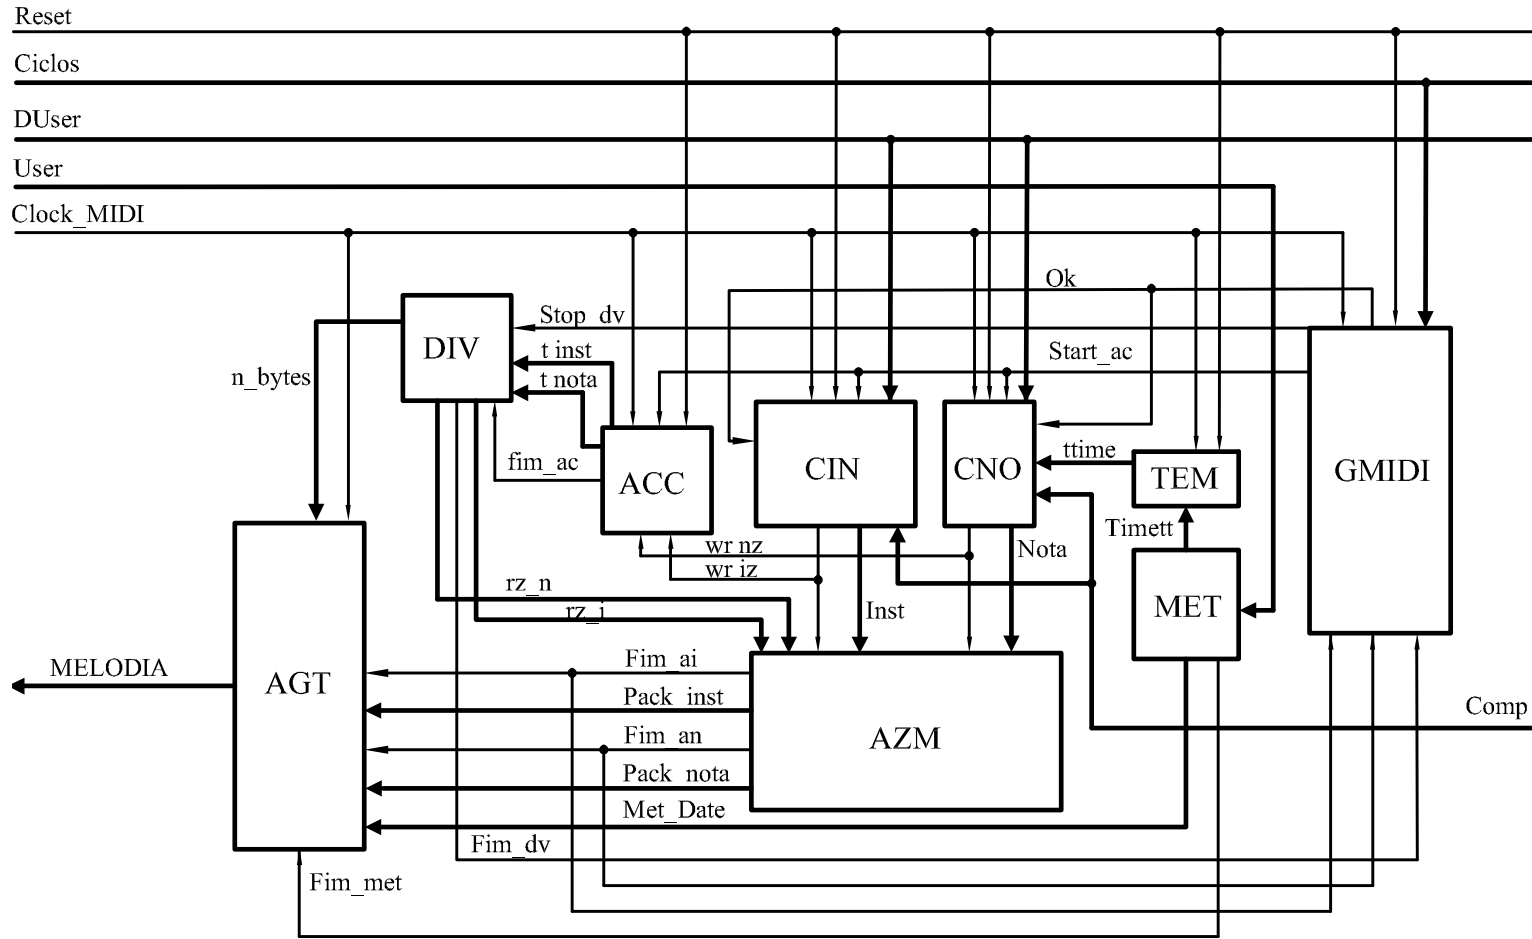 Reset
Ciclos
DUser
User
Clock_MIDI
Ok
Stop_dv
DIV
t inst
Start_ac
n_bytes
t nota
fim_ac
ACC
CIN
CNO
ttime
TEM
GMIDI
Timett
wr nz
Nota
wr iz
rz_n
rz_i
Inst
MET
MELODIA
AGT
Fim_ai
Pack_inst
Comp
Fim_an
AZM
Pack_nota
Met_Date
Fim_dv
Fim_met